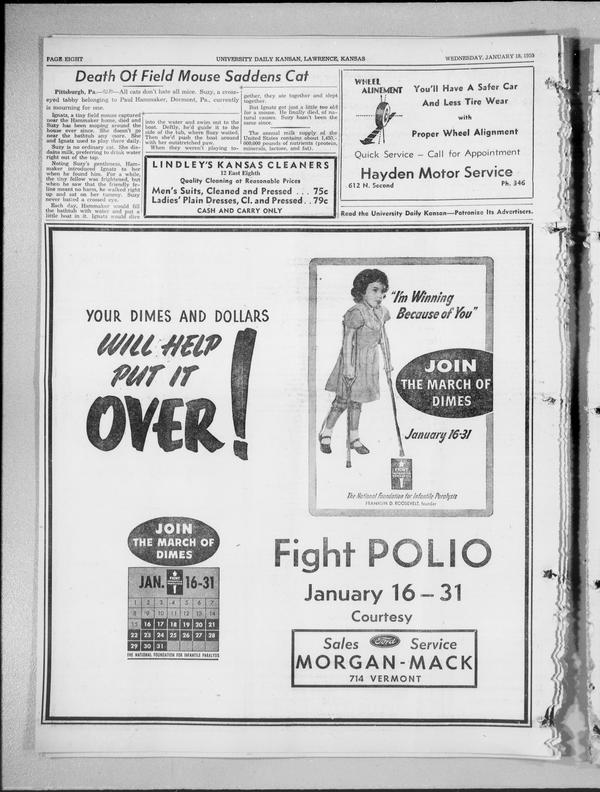 PAGE EIGHT
UNIVERSITY DAILY KANSAN, LAWRENCE, KANSAS
WEDNESDAY, JANUARY 18, 1950
Death Of Field Mouse Saddens Cat
Pittsburgh, Pa.—(UP)—All cats don't hate all mice. Suzy, a cross-
eyed tabby belonging to Paul Hammaker, Dormont, Pa., currently
is mourning for one.
Ignatz, a tiny field mouse captured
near the Hammaker home, died and
Suzy has been moping around the
house ever since. She doesn't go
near the bathtub any more. She
and Ignatz used to play there daily.
Suzy is no ordinary cat. She dis-
dains milk, preferring to drink water
right out of the tap.
Noting Suzy's gentleness, Ham-
maker introduced Ignatz to her
when he found him. For a while,
the tiny fellow was frightened, but
when he saw that the friendly fe-
line meant no harm, he walked right
up and sat on her tummy. Suzy
never batted a crossed eye.
Each day, Hammaker would fill
the bathtub with water and put a
little boat in it. Ignatz would dive
into the water and swim out to the
boat. Deftly, he'd guide it to the
side of the tub, where Suzy waited.
Then she'd push the boat around
with her outstretched paw.
When they weren't playing to-
gether, they ate together and slept
together.
But Ignatz got just a little too old
for a mouse. He finally died, of na-
tural causes. Suzy hasn't been the
same since.
The annual milk supply of the
United States contains about 1,450,-
000,000 pounds of nutrients (protein,
minerals, lactose, and fat).
LINDLEY'S KANSAS CLEANERS
12 East Eighth
Quality Cleaning at Reasonable Prices
Men's Suits, Cleaned and Pressed . . . 75c
Ladies' Plain Dresses, Cl. and Pressed . . 79c
CASH AND CARRY ONLY
WHEEL
ALINEMENT
You'll Have A Safer Car
And Less Tire Wear
with
Proper Wheel Alignment
Quick Service — Call for Appointment
Hayden Motor Service
612 N. Second
Ph. 346
Read the University Daily Kansan—Patronize Its Advertisers.
YOUR DIMES AND DOLLARS
WILL HELP
PUT IT
OVER!
"I'm Winning
Because of You"
JOIN
THE MARCH OF
DIMES
January 16-31
The National Foundation for Infantile Paralysis
FRANKLIN D. ROOSEVELT, founder
JOIN
THE MARCH OF
DIMES
JAN. 16-31
1 2 3 4 5 6 7
8 9 10 11 12 13 14
15 16 17 18 19 20 21
22 23 24 25 26 27 28
29 30 31
THE NATIONAL FOUNDATION FOR INFANTILE PARALYSIS
Fight POLIO
January 16 — 31
Courtesy
Sales Ford Service
MORGAN - MACK
714 VERMONT